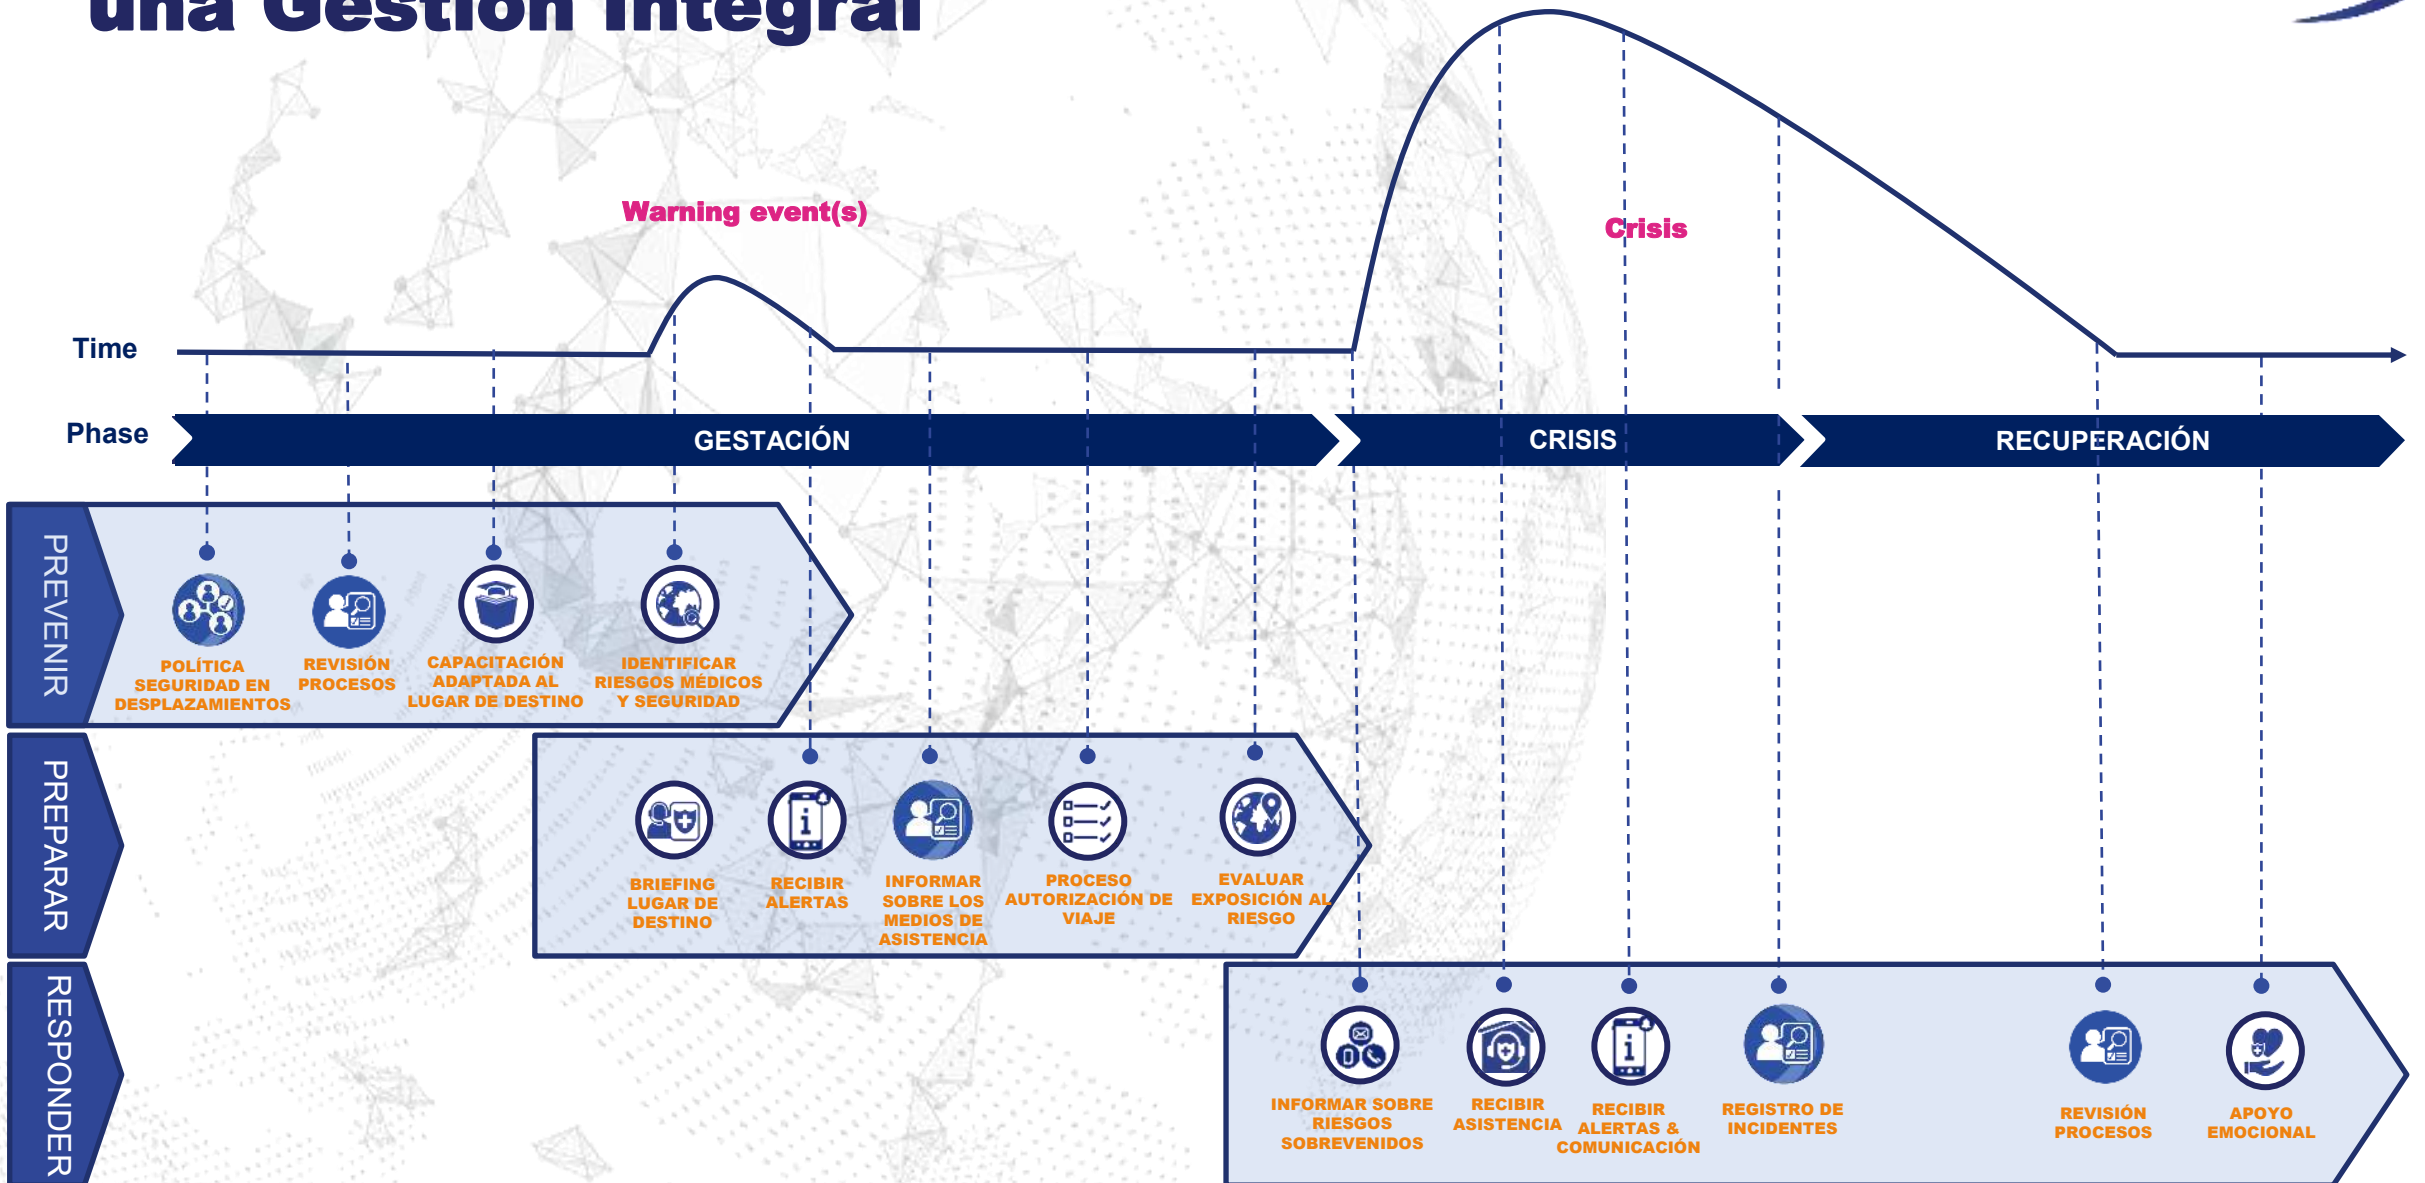 una Gestión Integral
Warning event(s)
Crisis
Time
Phase
GESTACIÓN
CRISIS
RECUPERACIÓN
PREVENIR
POLÍTICA
SEGURIDAD EN
DESPLAZAMIENTOS
REVISIÓN
PROCESOS
CAPACITACIÓN
ADAPTADA AL
LUGAR DE DESTINO
IDENTIFICAR
RIESGOS MÉDICOS
Y SEGURIDAD
PREPARAR
BRIEFING
LUGAR DE
DESTINO
RECIBIR
ALERTAS
INFORMAR
SOBRE LOS
MEDIOS DE
ASISTENCIA
PROCESO
AUTORIZACIÓN DE
VIAJE
EVALUAR
EXPOSICIÓN AL
RIESGO
RESPONDER
INFORMAR SOBRE
RIESGOS
SOBREVENIDOS
RECIBIR
ASISTENCIA
RECIBIR
ALERTAS &
COMUNICACIÓN
REGISTRO DE
INCIDENTES
REVISIÓN
PROCESOS
APOYO
EMOCIONAL